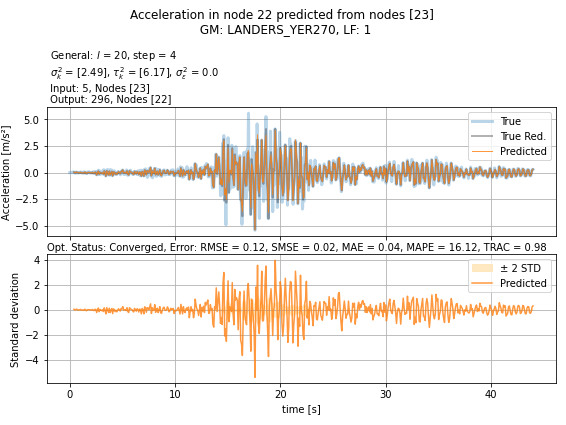 Acceleration in node 22 predicted from nodes [23]
GM: LANDERS_YER270, LF: 1
General: l = 20, step = 4
σ²ₖ = [2.49], τ²ₖ = [6.17], σ²ε = 0.0
Input: 5, Nodes [23]
Output: 296, Nodes [22]
Acceleration [m/s²]
5.0
2.5
0.0
−2.5
−5.0
True
True Red.
Predicted
Opt. Status: Converged, Error: RMSE = 0.12, SMSE = 0.02, MAE = 0.04, MAPE = 16.12, TRAC = 0.98
Standard deviation
4
2
0
−2
−4
± 2 STD
Predicted
0
10
20
30
40
time [s]